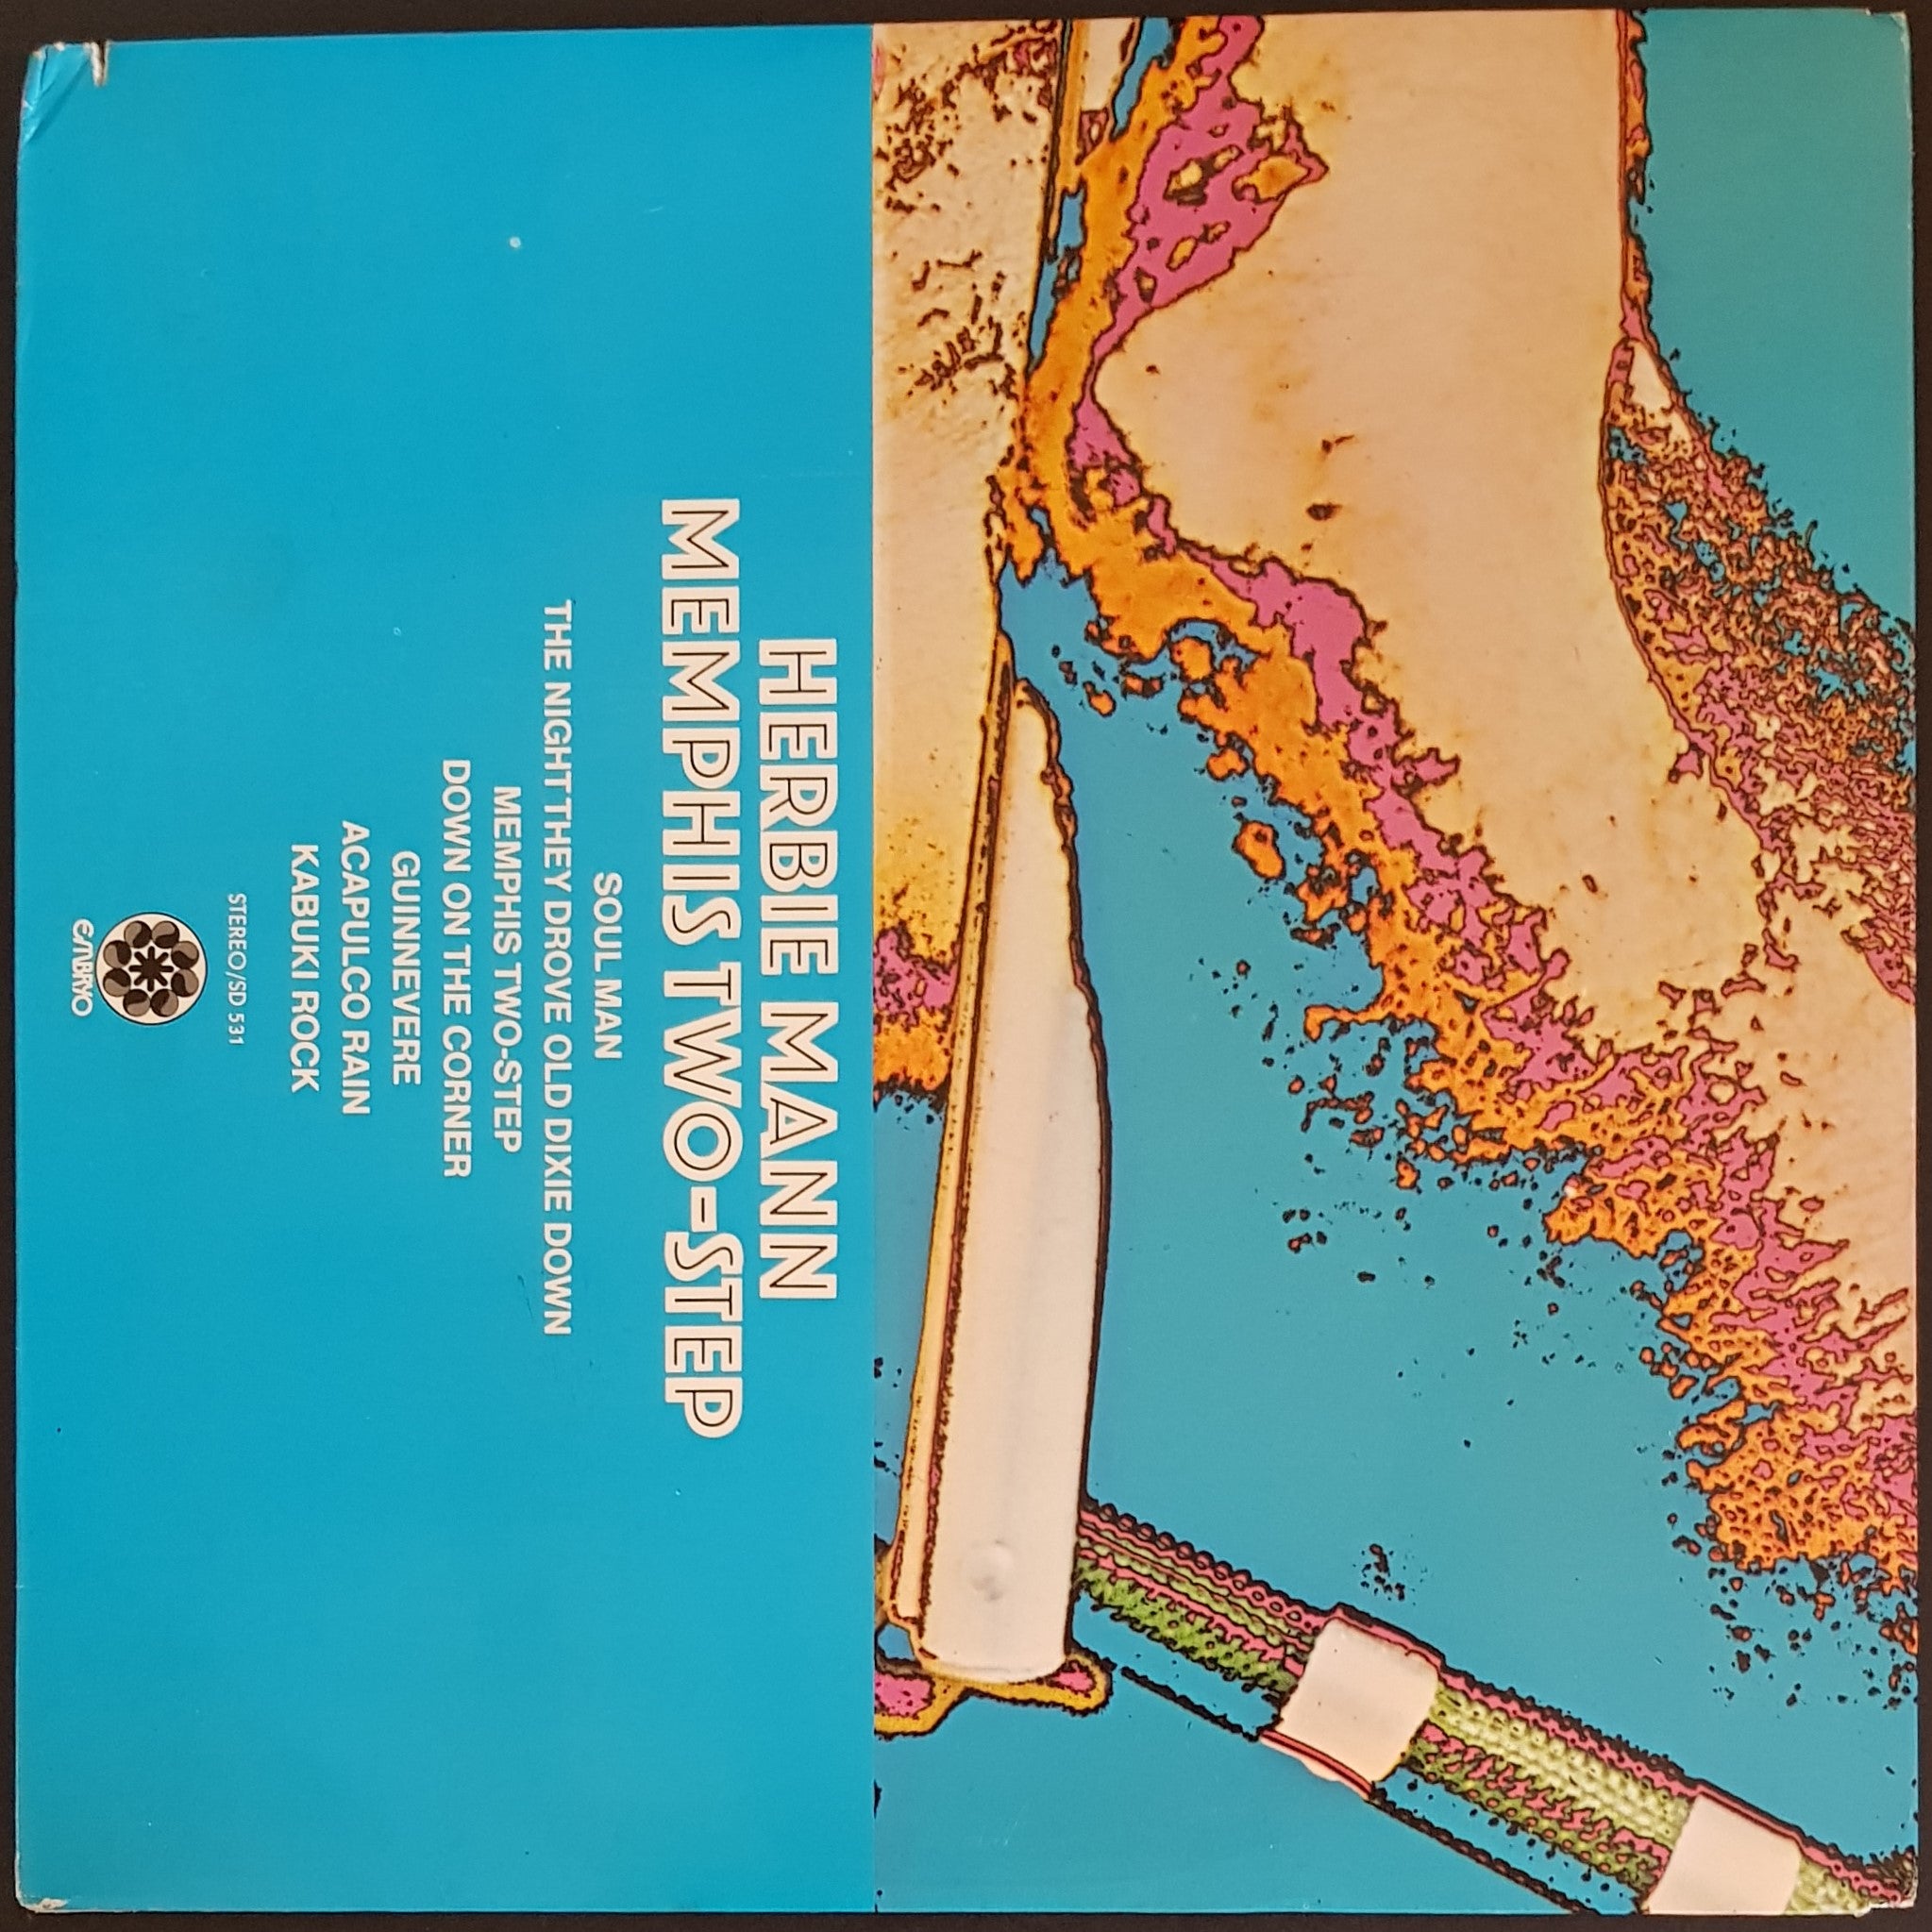 HERBIE MANN
MEMPHIS TWO-STEP
SOUL MAN
THE NIGHT THEY DROVE OLD DIXIE DOWN
MEMPHIS TWO-STEP
DOWN ON THE CORNER
GUINNEVERE
ACAPULCO RAIN
KABUKI ROCK
STEREO/SD 531
EMBRYO